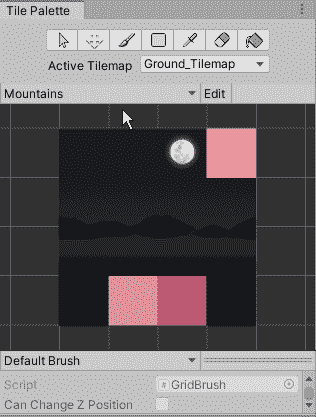 Tile Palette
Active Tilemap Ground_Tilemap
Mountains Edit
Default Brush
Script # GridBrush
Can Change Z Position